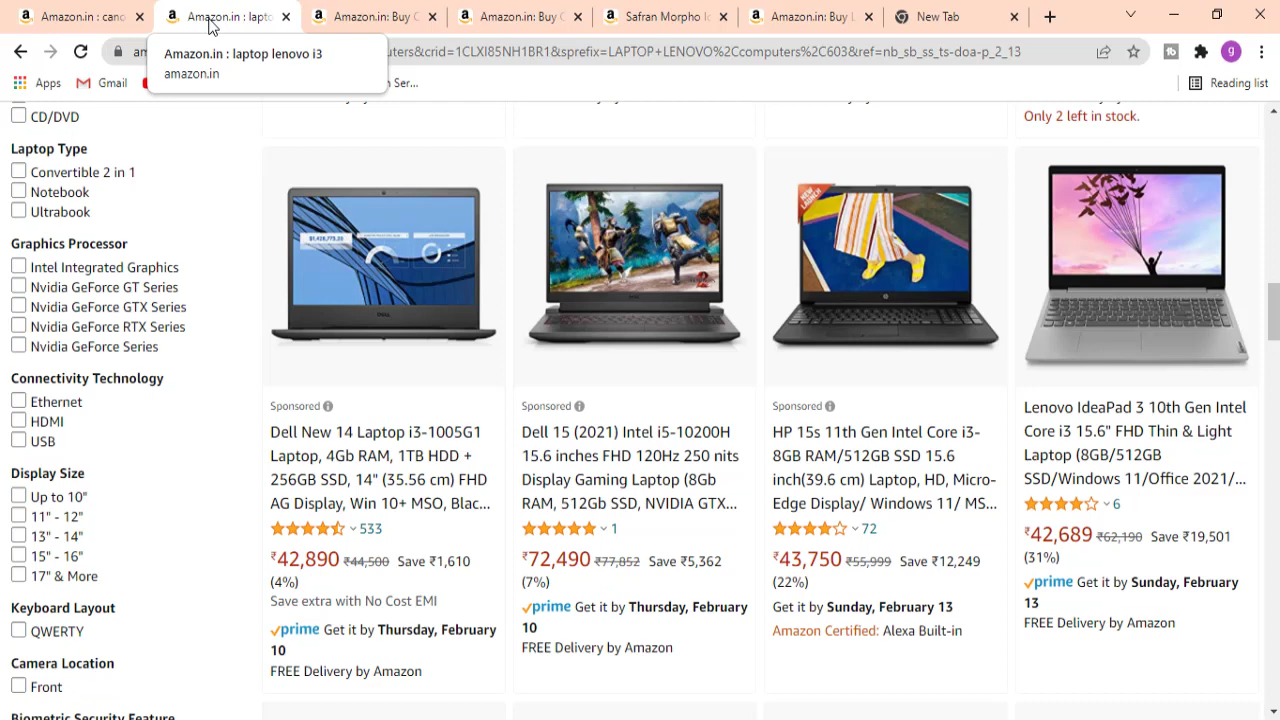 Amazon.in : cano
Amazon.in : lapto
Amazon.in: Buy C
Amazon.in: Buy C
Safran Morpho Ic
Amazon.in: Buy L
New Tab
uters&crid=1CLXI85NH1BR1&sprefix=LAPTOP+LENOVO%2Ccomputers%2C603&ref=nb_sb_ss_ts-doa-p_2_13
g
Amazon.in : laptop lenovo i3
amazon.in
Apps
Gmail
Ser...
Reading list
CD/DVD
Laptop Type
Convertible 2 in 1
Notebook
Ultrabook
Graphics Processor
Intel Integrated Graphics
Nvidia GeForce GT Series
Nvidia GeForce GTX Series
Nvidia GeForce RTX Series
Nvidia GeForce Series
Connectivity Technology
Ethernet
HDMI
USB
Display Size
Up to 10"
11" - 12"
13" - 14"
15" - 16"
17" & More
Keyboard Layout
QWERTY
Camera Location
Front
Biometric Security Feature
Only 2 left in stock.
DELL
Sponsored
Dell New 14 Laptop i3-1005G1
Laptop, 4Gb RAM, 1TB HDD +
256GB SSD, 14" (35.56 cm) FHD
AG Display, Win 10+ MSO, Blac...
533
₹42,890 ₹44,500 Save ₹1,610
(4%)
Save extra with No Cost EMI
prime Get it by Thursday, February
10
FREE Delivery by Amazon
Sponsored
Dell 15 (2021) Intel i5-10200H
15.6 inches FHD 120Hz 250 nits
Display Gaming Laptop (8Gb
RAM, 512Gb SSD, NVIDIA GTX...
1
₹72,490 ₹77,852 Save ₹5,362
(7%)
prime Get it by Thursday, February
10
FREE Delivery by Amazon
NEW LAUNCH
Sponsored
HP 15s 11th Gen Intel Core i3-
8GB RAM/512GB SSD 15.6
inch(39.6 cm) Laptop, HD, Micro-
Edge Display/ Windows 11/ MS...
72
₹43,750 ₹55,999 Save ₹12,249
(22%)
Get it by Sunday, February 13
Amazon Certified: Alexa Built-in
Lenovo IdeaPad 3 10th Gen Intel
Core i3 15.6" FHD Thin & Light
Laptop (8GB/512GB
SSD/Windows 11/Office 2021/...
6
₹42,689 ₹62,190 Save ₹19,501
(31%)
prime Get it by Sunday, February
13
FREE Delivery by Amazon